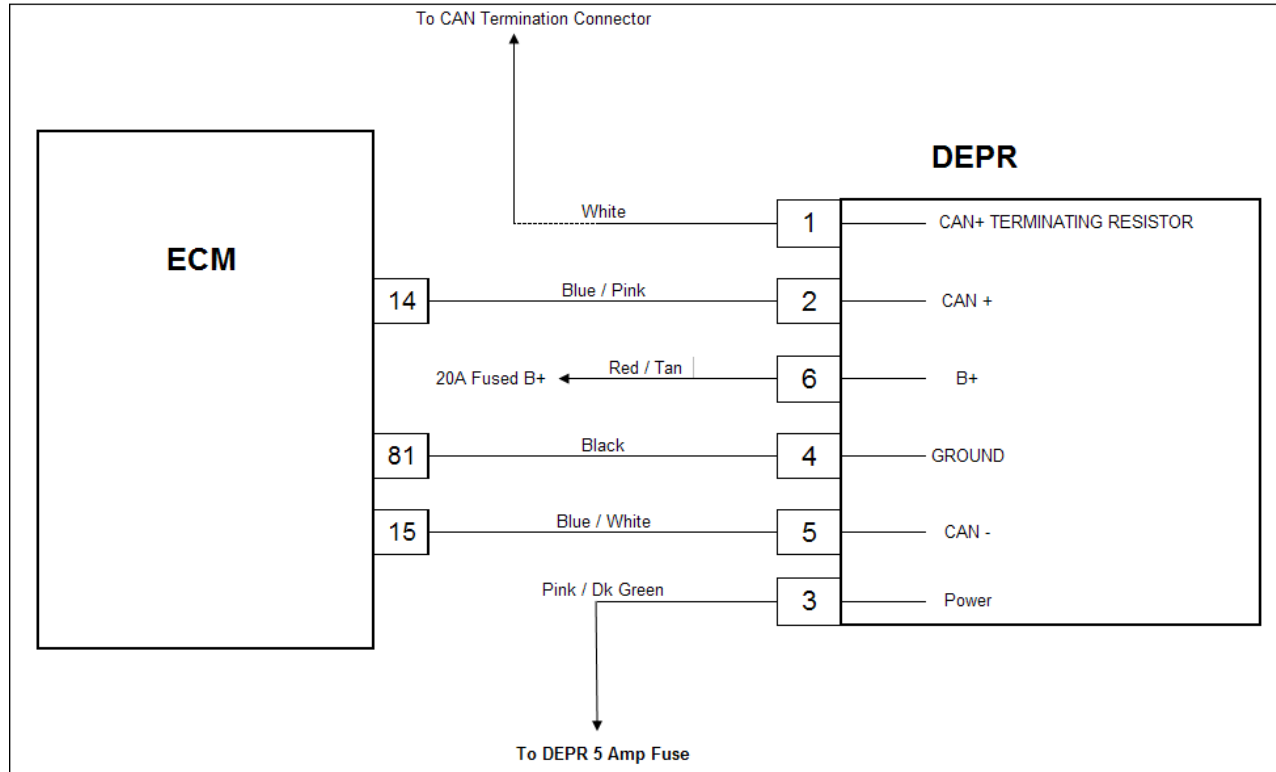 To CAN Termination Connector
DEPR
White
1
CAN+ TERMINATING RESISTOR
ECM
14
Blue / Pink
2
CAN +
20A Fused B+
Red / Tan
6
B+
81
Black
4
GROUND
15
Blue / White
5
CAN -
Pink / Dk Green
3
Power
To DEPR 5 Amp Fuse